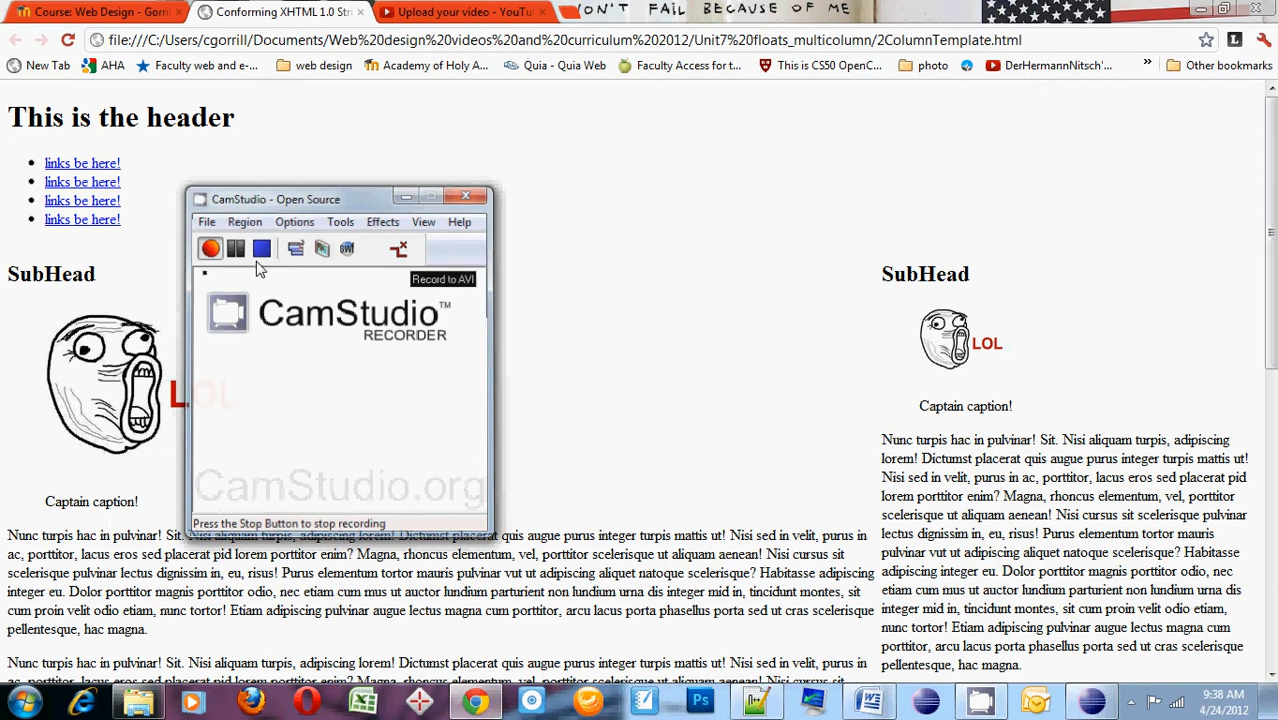 ON'T FAIL BECAUSE OF ME
Course: Web Design - Gorril
Conforming XHTML 1.0 Stri
Upload your video - YouTu
file:///C:/Users/cgorrill/Documents/Web%20design%20videos%20and%20curriculum%202012/Unit7%20floats_multicolumn/2ColumnTemplate.html
New Tab
AHA
Faculty web and e-...
web design
Academy of Holy A...
Quia - Quia Web
Faculty Access for t...
This is CS50 OpenC...
photo
DerHermannNitsch'...
»
Other bookmarks
This is the header
links be here!
links be here!
links be here!
links be here!
CamStudio - Open Source
File Region Options Tools Effects View Help
Record to AVI
CamStudio™
RECORDER
CamStudio.org
Press the Stop Button to stop recording
SubHead
LOL
Captain caption!
Nunc turpis hac in pulvinar! Sit. Nisi aliquam turpis, adipiscing lorem! Dictumst placerat quis augue purus integer turpis mattis ut! Nisi sed in velit, purus in
ac, porttitor, lacus eros sed placerat pid lorem porttitor enim? Magna, rhoncus elementum, vel, porttitor scelerisque ut aliquam aenean! Nisi cursus sit
scelerisque pulvinar lectus dignissim in, eu, risus! Purus elementum tortor mauris pulvinar vut ut adipiscing aliquet natoque scelerisque? Habitasse adipiscing
integer eu. Dolor porttitor porttitor odio, nec etiam cum mus ut auctor lundium parturient non lundium urna dignissim integer mid in, tincidunt montes, sit
cum proin velit odio etiam, nunc tortor! Etiam adipiscing pulvinar augue lectus magna cum porttitor, arcu lacus porta phasellus porta sed ut cras scelerisque
pellentesque, hac magna.
Nunc turpis hac in pulvinar! Sit. Nisi aliquam turpis, adipiscing lorem! Dictumst placerat quis augue purus integer turpis mattis ut! Nisi sed in velit, purus in
SubHead
LOL
Captain caption!
Nunc turpis hac in pulvinar! Sit. Nisi aliquam turpis, adipiscing
lorem! Dictumst placerat quis augue purus integer turpis mattis ut!
Nisi sed in velit, purus in ac, porttitor, lacus eros sed placerat pid
lorem porttitor enim? Magna, rhoncus elementum, vel, porttitor
scelerisque ut aliquam aenean! Nisi cursus sit scelerisque pulvinar
lectus dignissim in, eu, risus! Purus elementum tortor mauris
pulvinar vut ut adipiscing aliquet natoque scelerisque? Habitasse
adipiscing integer eu. Dolor porttitor porttitor odio, nec
etiam cum mus ut auctor lundium parturient non lundium urna dignissim
integer mid in, tincidunt montes, sit cum proin velit odio etiam,
nunc tortor! Etiam adipiscing pulvinar augue lectus magna cum
porttitor, arcu lacus porta phasellus porta sed ut cras scelerisque
pellentesque, hac magna.
9:38 AM
4/24/2012